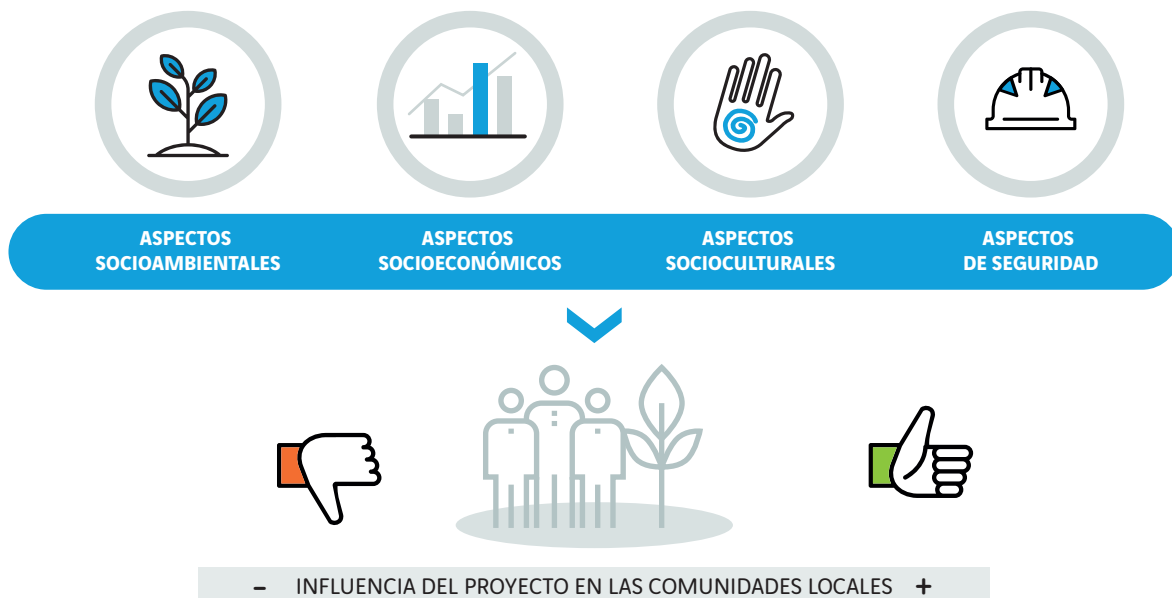 ASPECTOS
SOCIOAMBIENTALES
ASPECTOS
SOCIOECONÓMICOS
ASPECTOS
SOCIOCULTURALES
ASPECTOS
DE SEGURIDAD
- INFLUENCIA DEL PROYECTO EN LAS COMUNIDADES LOCALES +